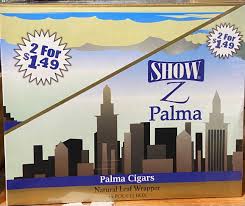 2 For
$1.49
2 For
$1.49
SHOW
Z
Palma
Palma Cigars
Natural Leaf Wrapper